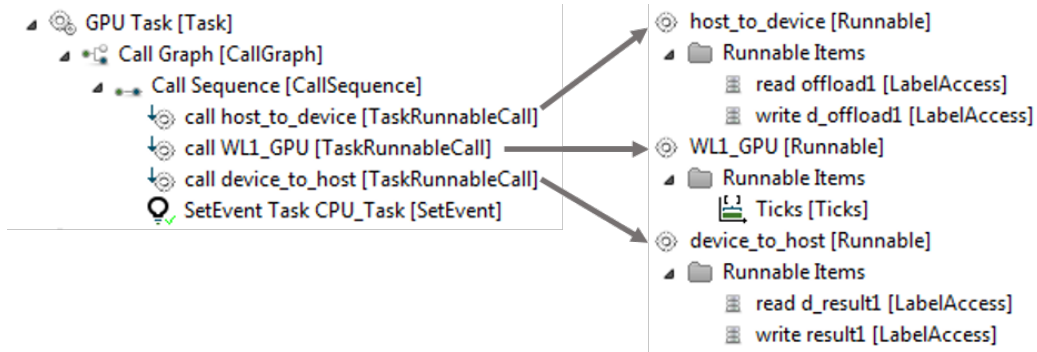 GPU Task [Task]
Call Graph [CallGraph]
Call Sequence [CallSequence]
call host_to_device [TaskRunnableCall]
call WL1_GPU [TaskRunnableCall]
call device_to_host [TaskRunnableCall]
SetEvent Task CPU_Task [SetEvent]
host_to_device [Runnable]
Runnable Items
read offload1 [LabelAccess]
write d_offload1 [LabelAccess]
WL1_GPU [Runnable]
Runnable Items
Ticks [Ticks]
device_to_host [Runnable]
Runnable Items
read d_result1 [LabelAccess]
write result1 [LabelAccess]